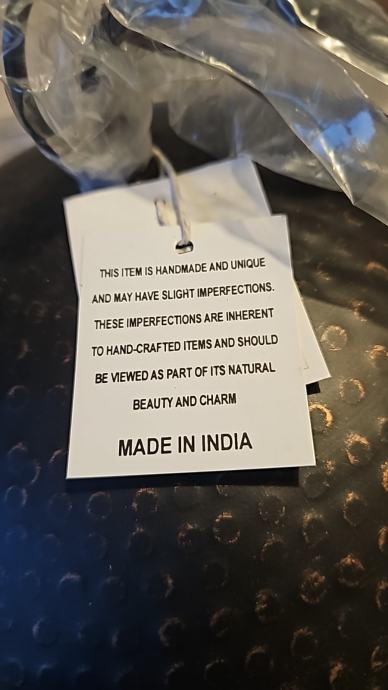 THIS ITEM IS HANDMADE AND UNIQUE
AND MAY HAVE SLIGHT IMPERFECTIONS.
THESE IMPERFECTIONS ARE INHERENT
TO HAND-CRAFTED ITEMS AND SHOULD
BE VIEWED AS PART OF ITS NATURAL
BEAUTY AND CHARM
MADE IN INDIA